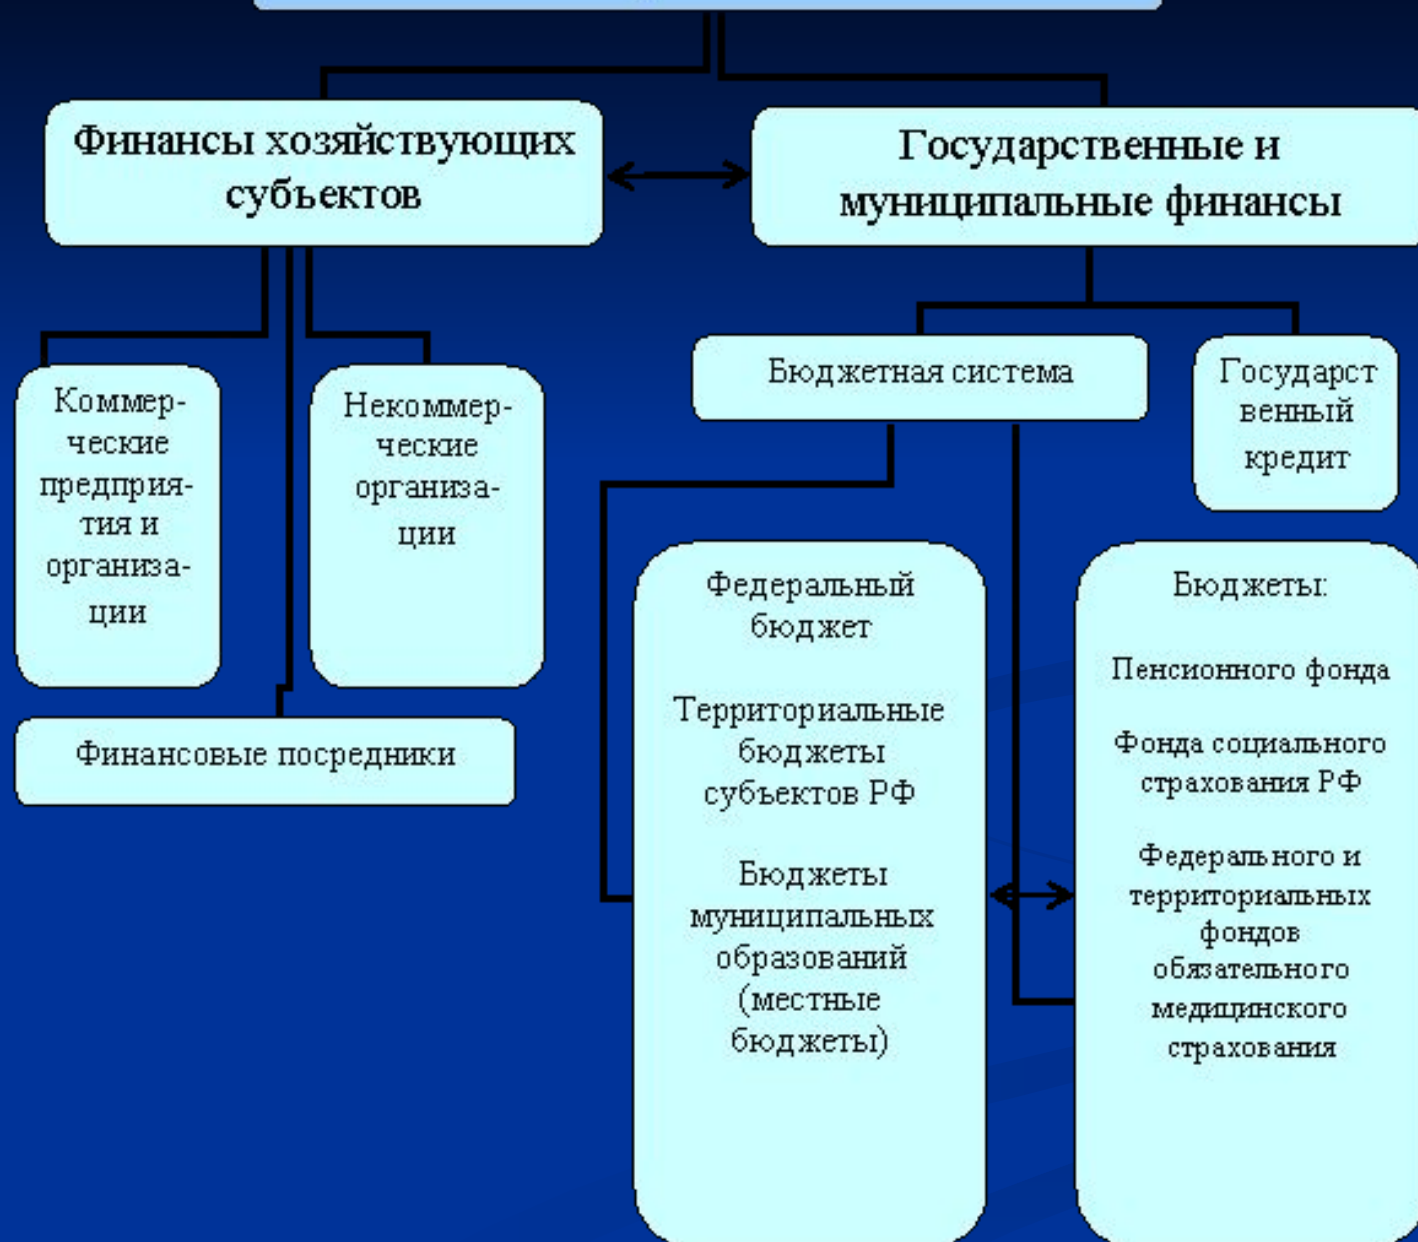 Финансы хозяйствующих
субъектов
Государственные и
муниципальные финансы
Коммер-
ческие
предприя-
тия и
организа-
ции
Некоммер-
ческие
организа-
ции
Финансовые посредники
Бюджетная система
Государст
венный
кредит
Федеральный
бюджет
Территориальные
бюджеты
субъектов РФ
Бюджеты
муниципальных
образований
(местные
бюджеты)
Бюджеты:
Пенсионного фонда
Фонда социального
страхования РФ
Федерального и
территориальных
фондов
обязательного
медицинского
страхования